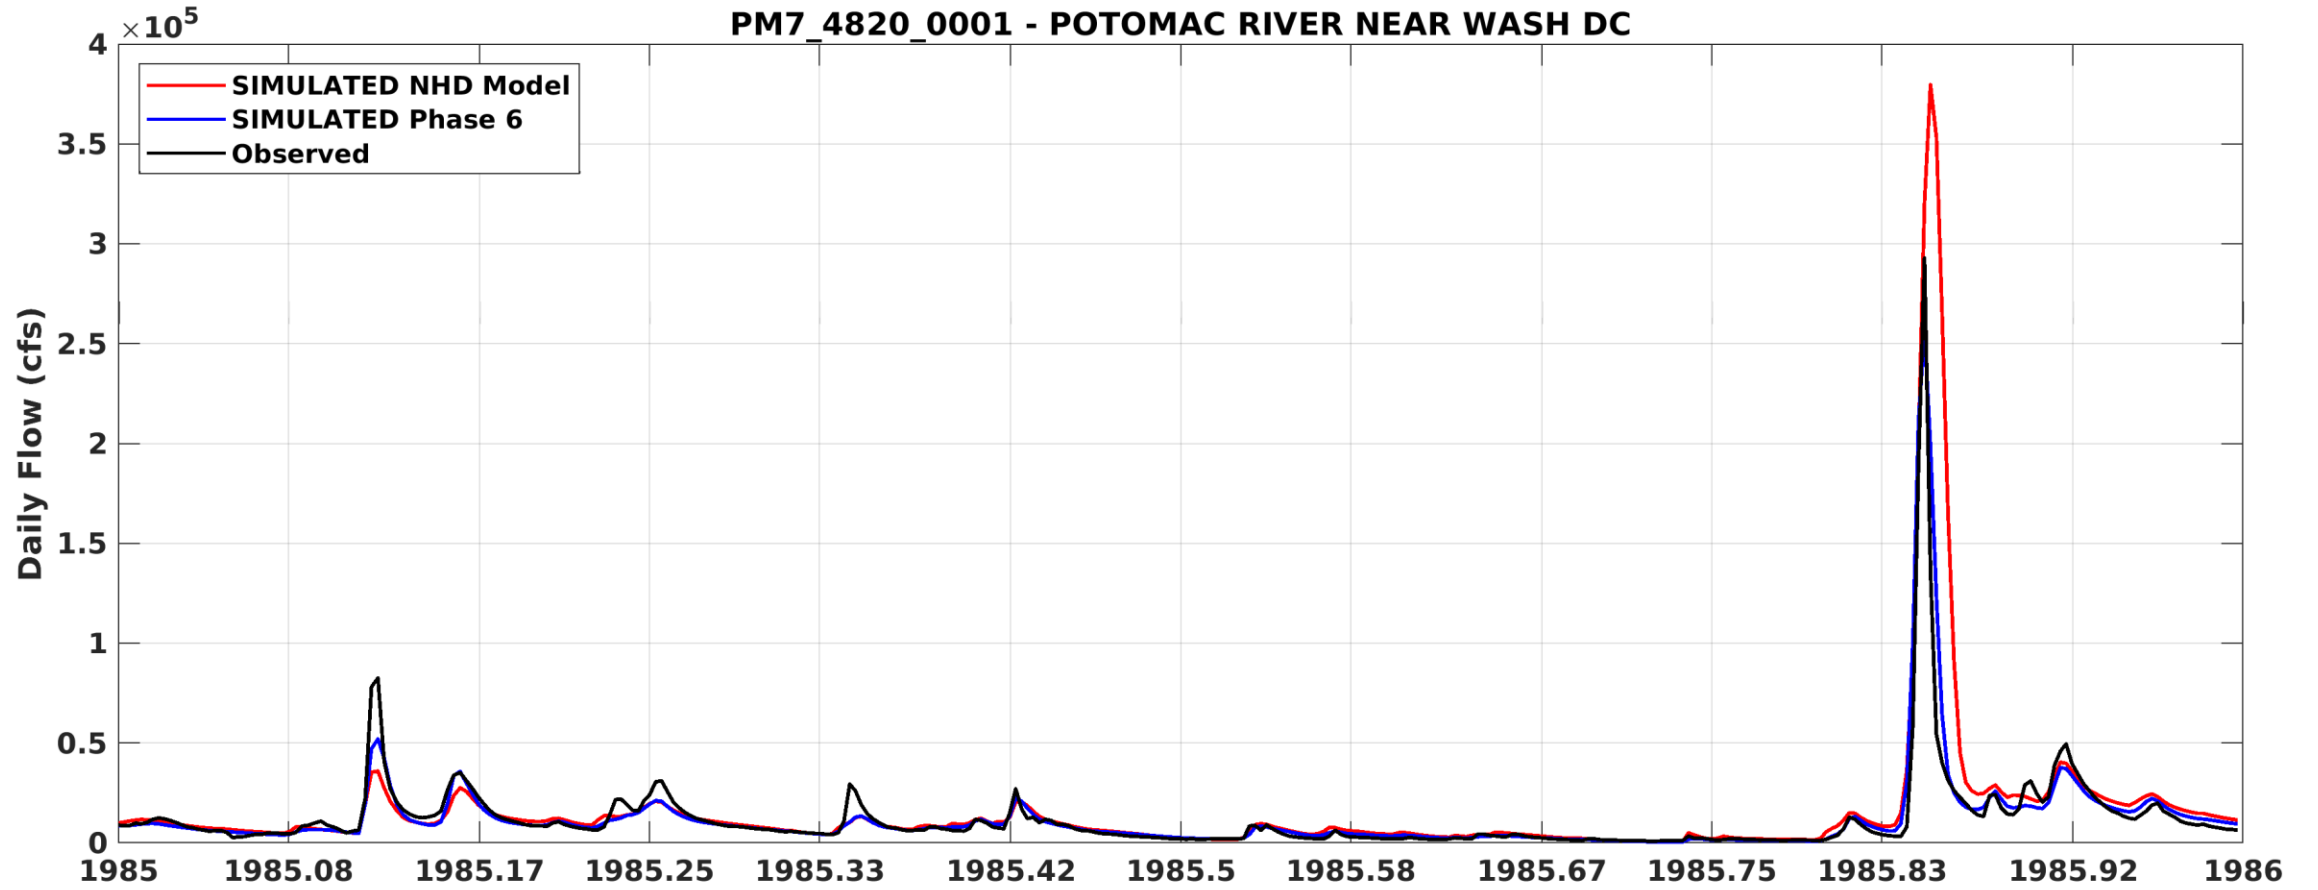 PM7_4820_0001 - POTOMAC RIVER NEAR WASH DC
×10^5
4
3.5
3
2.5
2
1.5
1
0.5
0
Daily Flow (cfs)
SIMULATED NHD Model
SIMULATED Phase 6
Observed
1985 1985.08 1985.17 1985.25 1985.33 1985.42 1985.5 1985.58 1985.67 1985.75 1985.83 1985.92 1986